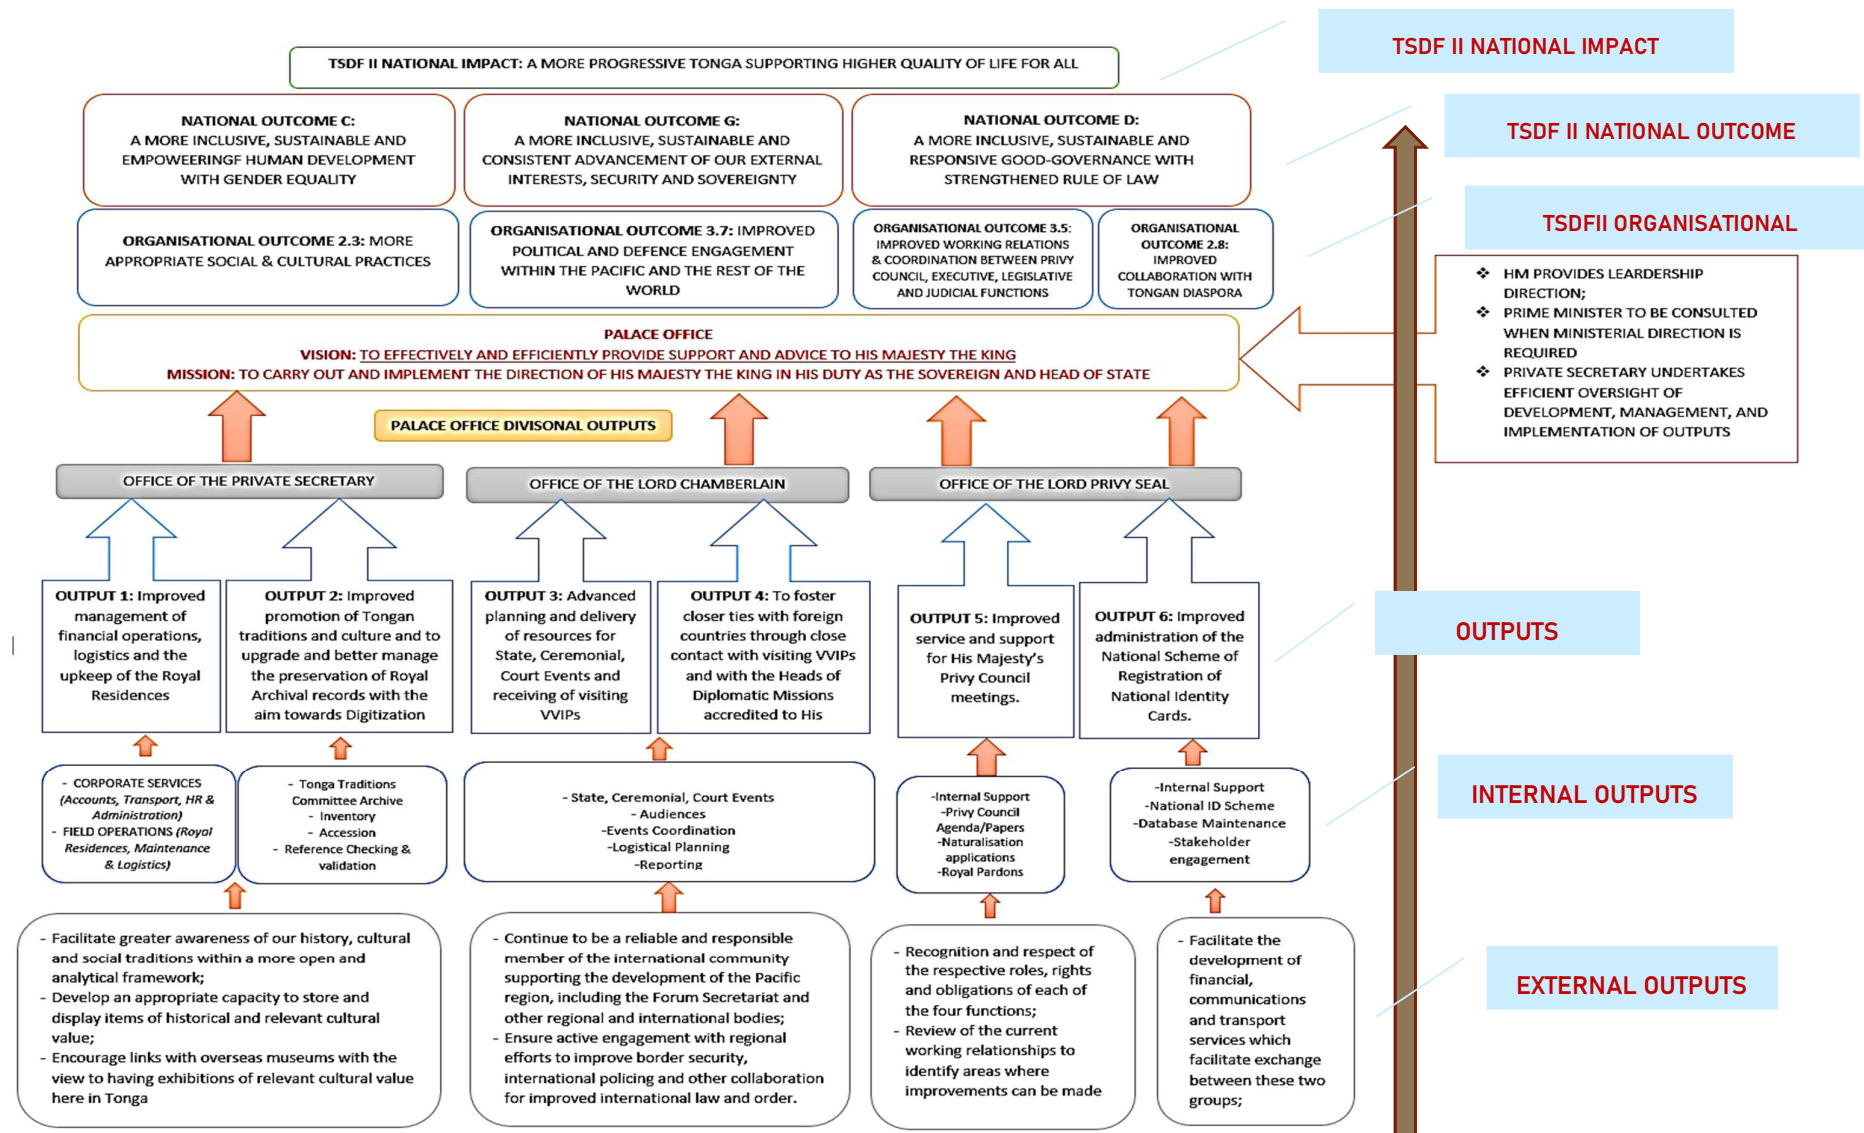 TSDF II NATIONAL IMPACT
TSDF II NATIONAL IMPACT: A MORE PROGRESSIVE TONGA SUPPORTING HIGHER QUALITY OF LIFE FOR ALL
TSDF II NATIONAL OUTCOME
NATIONAL OUTCOME C:
A MORE INCLUSIVE, SUSTAINABLE AND
EMPOWERINGF HUMAN DEVELOPMENT
WITH GENDER EQUALITY
NATIONAL OUTCOME G:
A MORE INCLUSIVE, SUSTAINABLE AND
CONSISTENT ADVANCEMENT OF OUR EXTERNAL
INTERESTS, SECURITY AND SOVEREIGNTY
NATIONAL OUTCOME D:
A MORE INCLUSIVE, SUSTAINABLE AND
RESPONSIVE GOOD-GOVERNANCE WITH
STRENGTHENED RULE OF LAW
TSDFII ORGANISATIONAL
ORGANISATIONAL OUTCOME 2.3: MORE
APPROPRIATE SOCIAL & CULTURAL PRACTICES
ORGANISATIONAL OUTCOME 3.7: IMPROVED
POLITICAL AND DEFENCE ENGAGEMENT
WITHIN THE PACIFIC AND THE REST OF THE
WORLD
ORGANISATIONAL OUTCOME 3.5:
IMPROVED WORKING RELATIONS
& COORDINATION BETWEEN PRIVY
COUNCIL, EXECUTIVE, LEGISLATIVE
AND JUDICIAL FUNCTIONS
ORGANISATIONAL
OUTCOME 2.8:
IMPROVED
COLLABORATION WITH
TONGAN DIASPORA
❖ HM PROVIDES LEARDERSHIP
DIRECTION;
❖ PRIME MINISTER TO BE CONSULTED
WHEN MINISTERIAL DIRECTION IS
REQUIRED
❖ PRIVATE SECRETARY UNDERTAKES
EFFICIENT OVERSIGHT OF
DEVELOPMENT, MANAGEMENT, AND
IMPLEMENTATION OF OUTPUTS
PALACE OFFICE
VISION: TO EFFECTIVELY AND EFFICIENTLY PROVIDE SUPPORT AND ADVICE TO HIS MAJESTY THE KING
MISSION: TO CARRY OUT AND IMPLEMENT THE DIRECTION OF HIS MAJESTY THE KING IN HIS DUTY AS THE SOVEREIGN AND HEAD OF STATE
PALACE OFFICE DIVISONAL OUTPUTS
OFFICE OF THE PRIVATE SECRETARY
OFFICE OF THE LORD CHAMBERLAIN
OFFICE OF THE LORD PRIVY SEAL
OUTPUTS
OUTPUT 1: Improved
management of
financial operations,
logistics and the
upkeep of the Royal
Residences
OUTPUT 2: Improved
promotion of Tongan
traditions and culture and to
upgrade and better manage
the preservation of Royal
Archival records with the
aim towards Digitization
OUTPUT 3: Advanced
planning and delivery
of resources for
State, Ceremonial,
Court Events and
receiving of visiting
VVIPs
OUTPUT 4: To foster
closer ties with foreign
countries through close
contact with visiting VVIPs
and with the Heads of
Diplomatic Missions
accredited to His
OUTPUT 5: Improved
service and support
for His Majesty's
Privy Council
meetings.
OUTPUT 6: Improved
administration of the
National Scheme of
Registration of
National Identity
Cards.
INTERNAL OUTPUTS
- CORPORATE SERVICES
(Accounts, Transport, HR &
Administration)
- FIELD OPERATIONS (Royal
Residences, Maintenance
& Logistics)
- Tonga Traditions
Committee Archive
- Inventory
- Accession
- Reference Checking &
validation
- State, Ceremonial, Court Events
- Audiences
-Events Coordination
-Logistical Planning
-Reporting
-Internal Support
-Privy Council
Agenda/Papers
-Naturalisation
applications
-Royal Pardons
-Internal Support
-National ID Scheme
-Database Maintenance
-Stakeholder
engagement
EXTERNAL OUTPUTS
- Facilitate greater awareness of our history, cultural
and social traditions within a more open and
analytical framework;
- Develop an appropriate capacity to store and
display items of historical and relevant cultural
value;
- Encourage links with overseas museums with the
view to having exhibitions of relevant cultural value
here in Tonga
- Continue to be a reliable and responsible
member of the international community
supporting the development of the Pacific
region, including the Forum Secretariat and
other regional and international bodies;
- Ensure active engagement with regional
efforts to improve border security,
international policing and other collaboration
for improved international law and order.
- Recognition and respect of
the respective roles, rights
and obligations of each of
the four functions;
- Review of the current
working relationships to
identify areas where
improvements can be made
- Facilitate the
development of
financial,
communications
and transport
services which
facilitate exchange
between these two
groups;